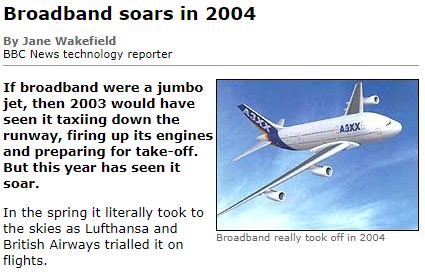 Broadband soars in 2004
By Jane Wakefield
BBC News technology reporter
If broadband were a jumbo
jet, then 2003 would have
seen it taxiing down the
runway, firing up its engines
and preparing for take-off.
But this year has seen it
soar.
A3XX
A3XX
Broadband really took off in 2004
In the spring it literally took to
the skies as Lufthansa and
British Airways trialled it on
flights.